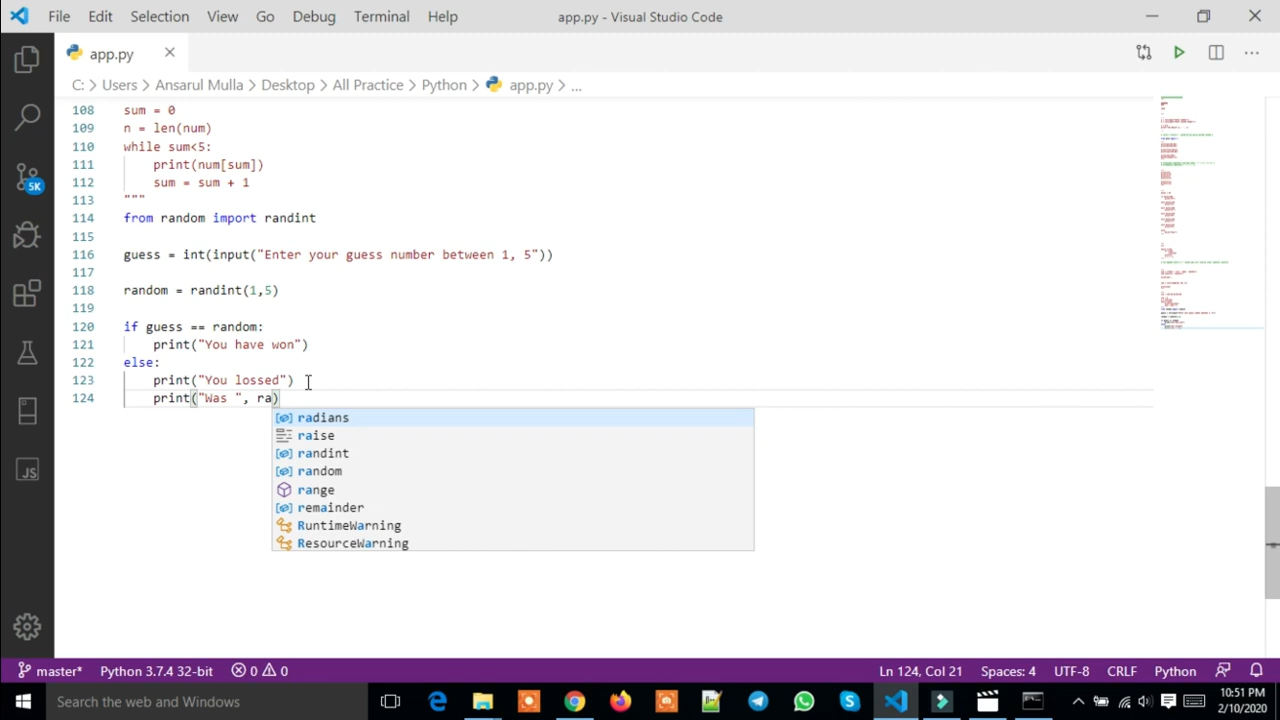 File Edit Selection View Go Debug Terminal Help app.py - Visual Studio Code
app.py
C: > Users > Ansarul Mulla > Desktop > All Practice > Python > app.py > ...
108 sum = 0
109 n = len(num)
110 while sum<5:
111 print(num[sum])
112 sum = sum + 1
113 """
114 from random import randint
115
116 guess = int(input("Enter your guess number between 1, 5"))
117
118 random = randint(1,5)
119
120 if guess == random:
121 print("You have won")
122 else:
123 print("You lossed")
124 print("Was ", ra)
radians
raise
randint
random
range
remainder
RuntimeWarning
ResourceWarning
5K
JS
master* Python 3.7.4 32-bit 0 0 Ln 124, Col 21 Spaces: 4 UTF-8 CRLF Python
Search the web and Windows
10:51 PM
2/10/2020